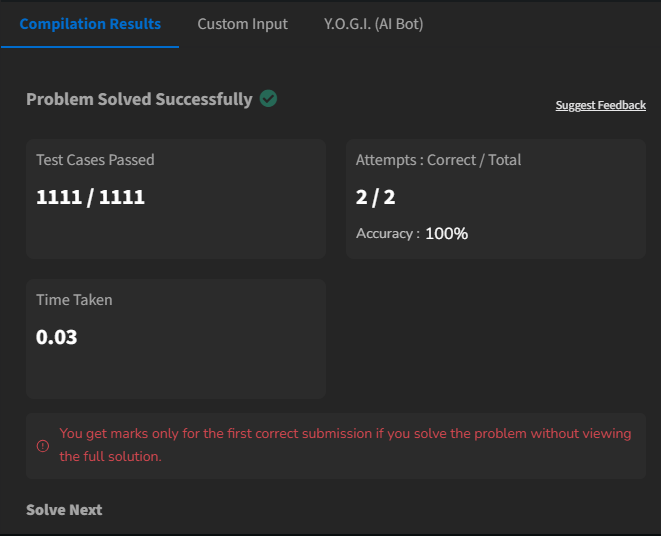 Compilation Results Custom Input Y.O.G.I. (AI Bot)
Problem Solved Successfully
Suggest Feedback
Test Cases Passed
1111 / 1111
Attempts : Correct / Total
2 / 2
Accuracy : 100%
Time Taken
0.03
You get marks only for the first correct submission if you solve the problem without viewing
the full solution.
Solve Next